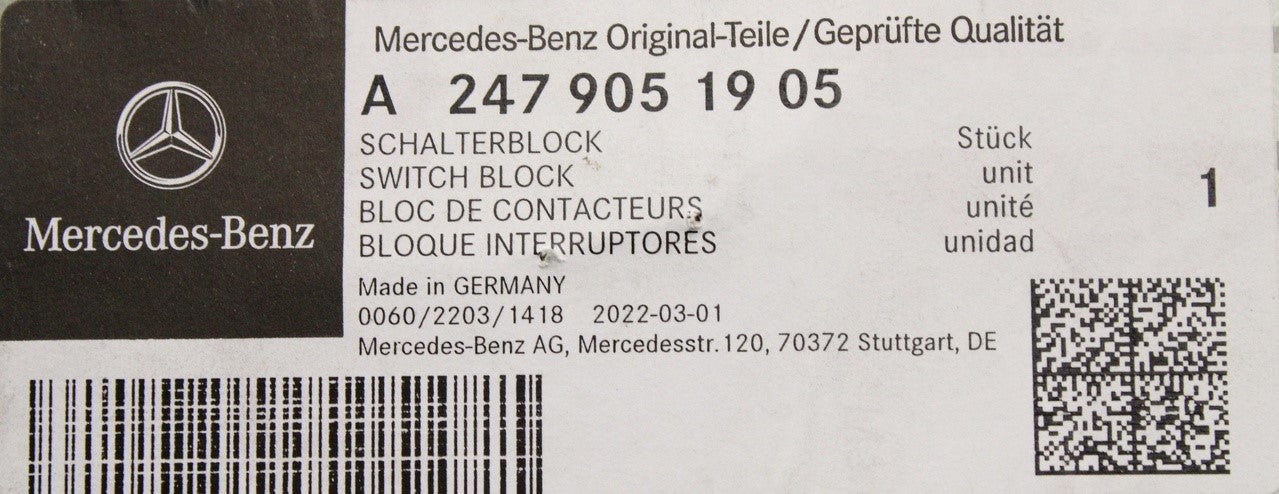 Mercedes-Benz Original-Teile/Geprüfte Qualität
A 247 905 19 05
SCHALTERBLOCK Stück
SWITCH BLOCK unit
BLOC DE CONTACTEURS unité
BLOQUE INTERRUPTORES unidad
1
Mercedes-Benz
Made in GERMANY
0060/2203/1418 2022-03-01
Mercedes-Benz AG, Mercedesstr. 120, 70372 Stuttgart, DE